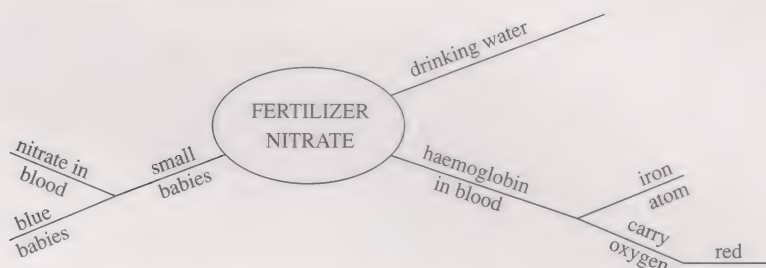 drinking water
FERTILIZER
NITRATE
nitrate in
blood
small
babies
blue
babies
haemoglobin
in blood
iron
atom
carry
oxygen
red